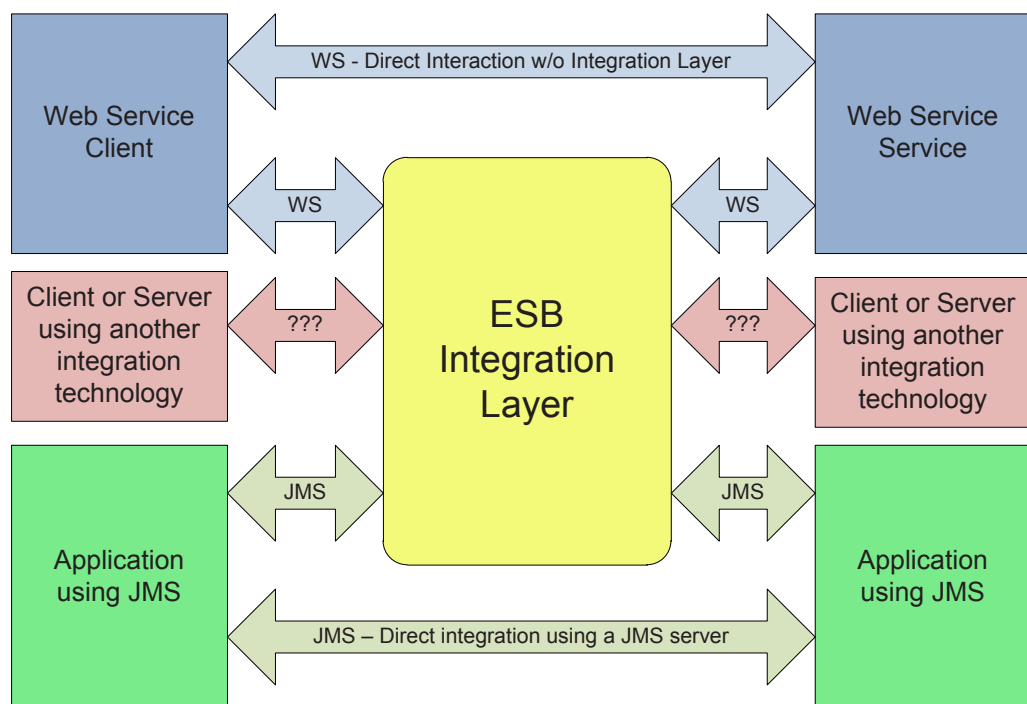 WS - Direct Interaction w/o Integration Layer
Web Service
Client
Web Service
Service
WS
WS
Client or Server
using another
integration
technology
???
ESB
Integration
Layer
???
Client or Server
using another
integration
technology
JMS
JMS
Application
using JMS
Application
using JMS
JMS – Direct integration using a JMS server